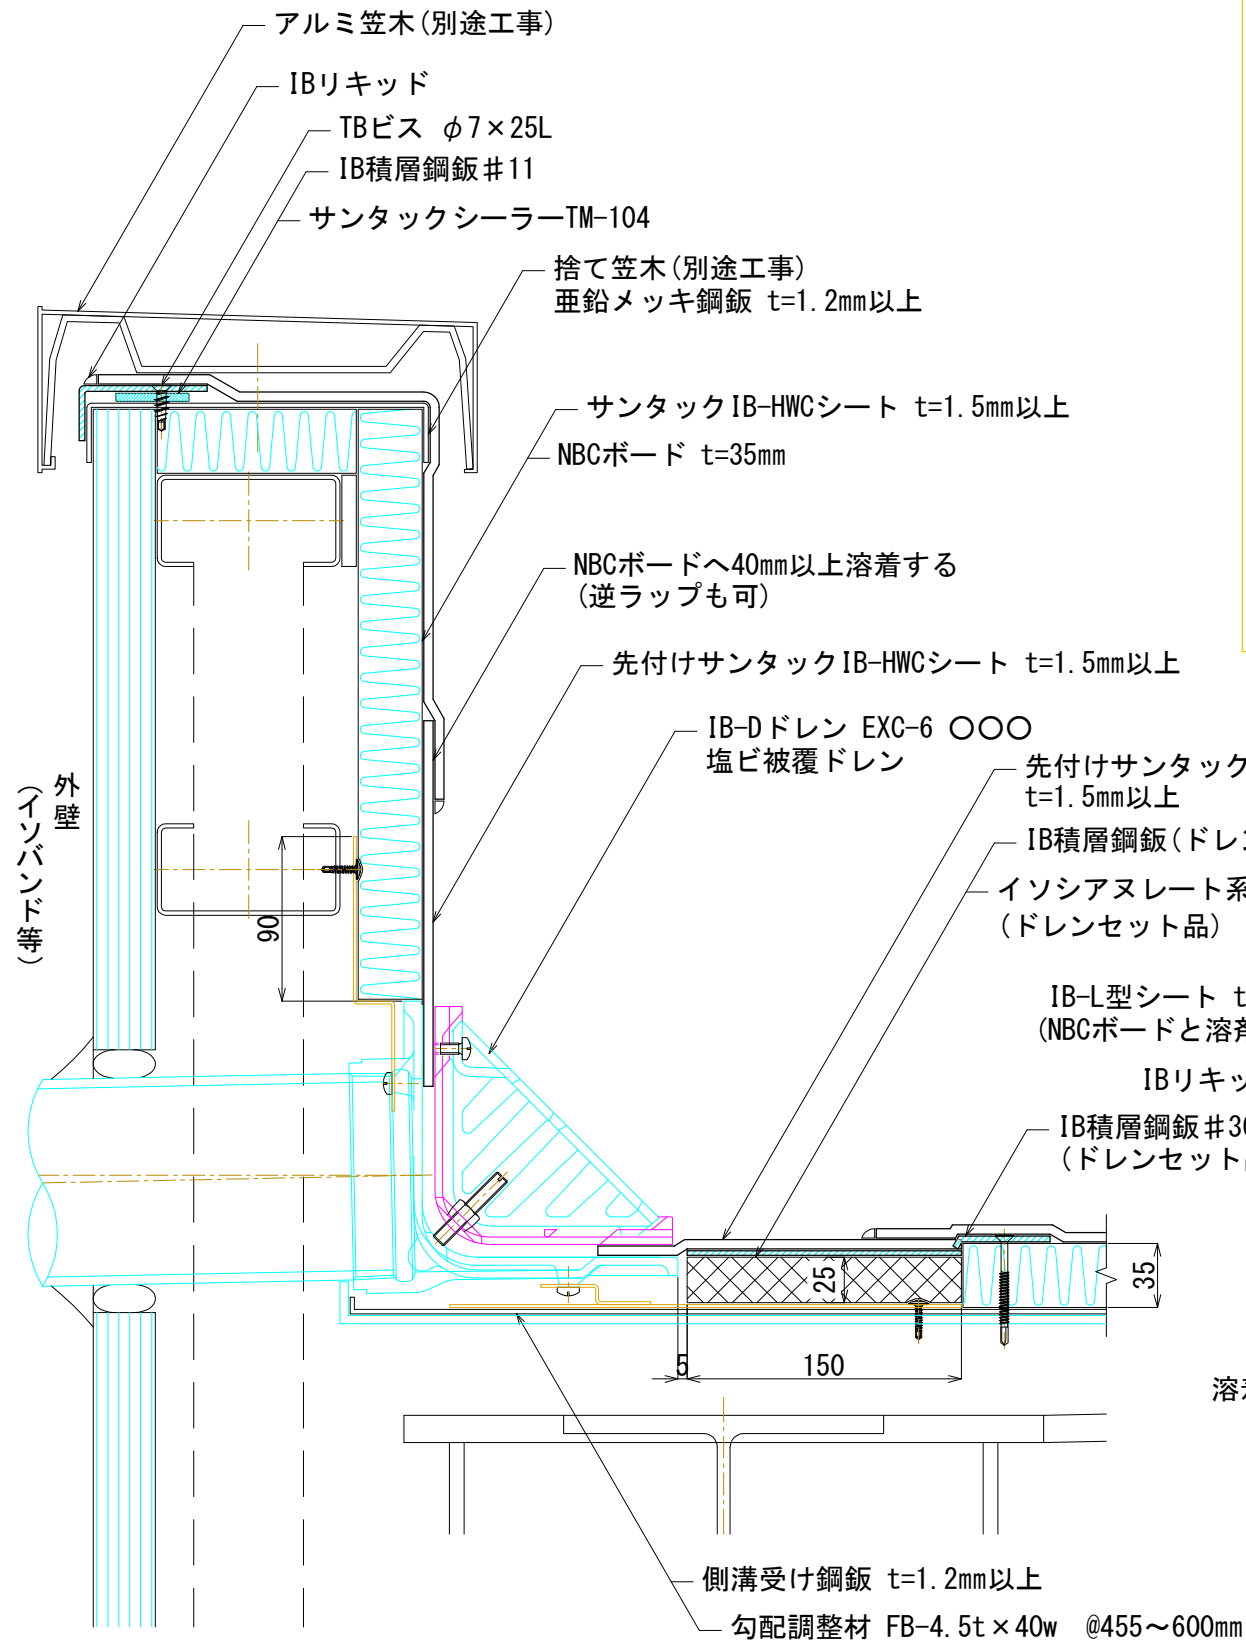 アルミ笠木(別途工事)
IBリキッド
TBビス φ7×25L
IB積層鋼鈑♯11
サンタックシーラーTM-104
捨て笠木(別途工事)
亜鉛メッキ鋼鈑 t=1.2mm以上
サンタックIB-HWCシート t=1.5mm以上
NBCボード t=35mm
NBCボードへ40mm以上溶着する
(逆ラップも可)
先付けサンタックIB-HWCシート t=1.5mm以上
IB-Dドレン EXC-6 〇〇〇
塩ビ被覆ドレン
先付けサンタック
t=1.5mm以上
IB積層鋼鈑(ドレン
イソシアヌレート系
(ドレンセット品)
IB-L型シート t
(NBCボードと溶剤
IBリキッ
IB積層鋼鈑♯30
(ドレンセット品
外壁
(イソバンド等)
90
25
35
5
150
溶着
側溝受け鋼鈑 t=1.2mm以上
勾配調整材 FB-4.5t×40w @455～600mm